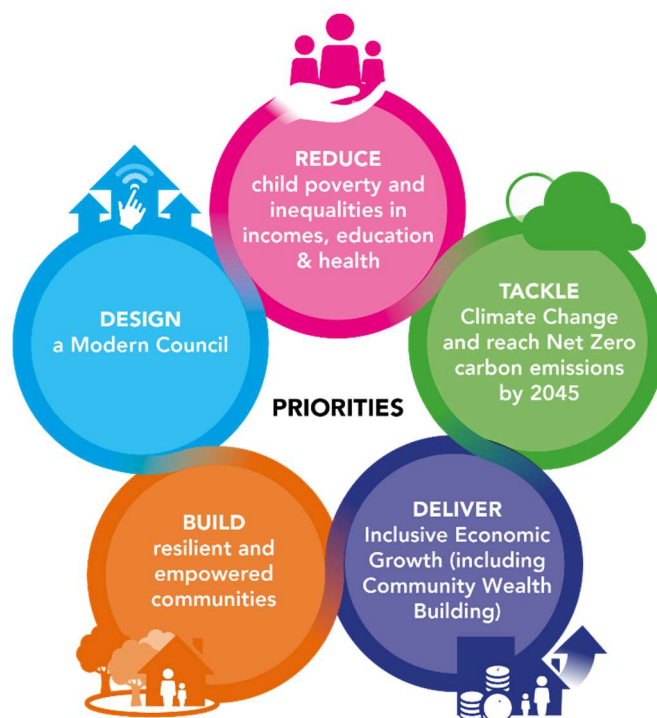 REDUCE
child poverty and
inequalities in
incomes, education
& health
TACKLE
Climate Change
and reach Net Zero
carbon emissions
by 2045
DESIGN
a Modern Council
PRIORITIES
DELIVER
Inclusive Economic
Growth (including
Community Wealth
Building)
BUILD
resilient and
empowered
communities